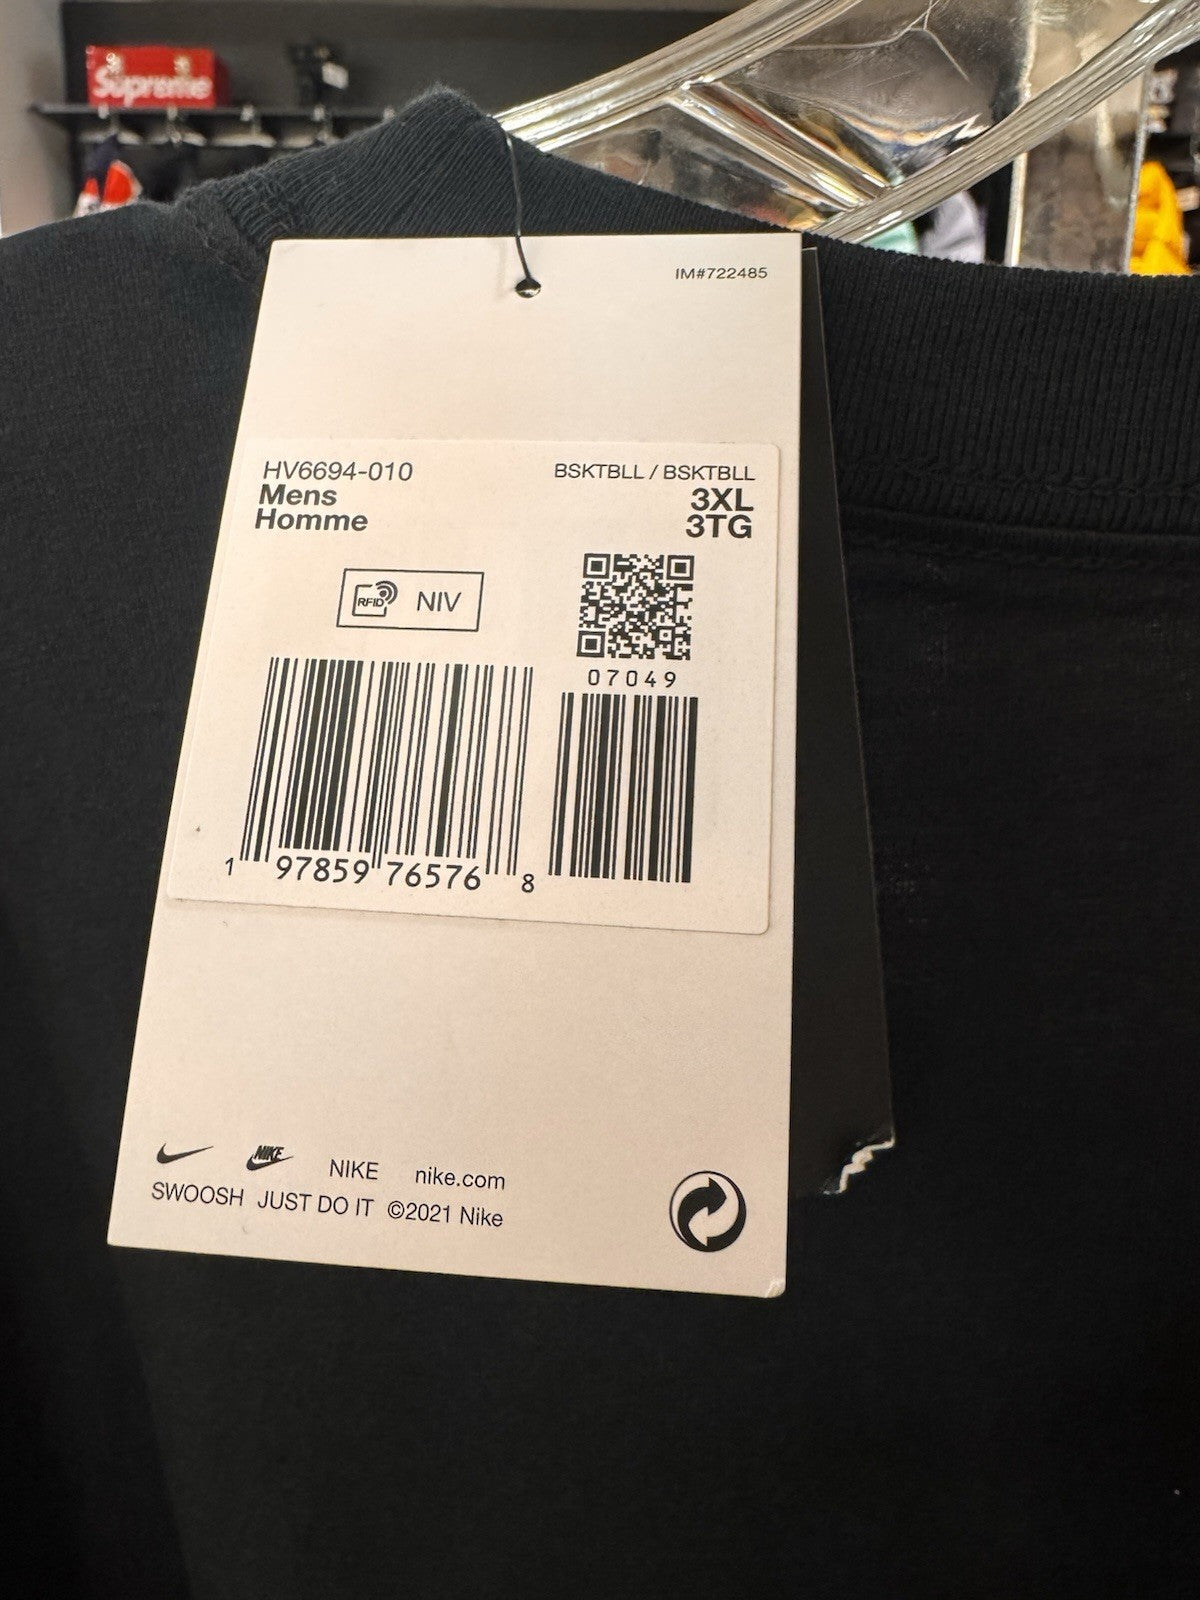 Supreme
IM#722485
HV6694-010
BSKTBLL / BSKTBLL
Mens
3XL
Homme
3TG
RFID NIV
07049
1 97859 76576 8
NIKE
NIKE nike.com
SWOOSH JUST DO IT ©2021 Nike